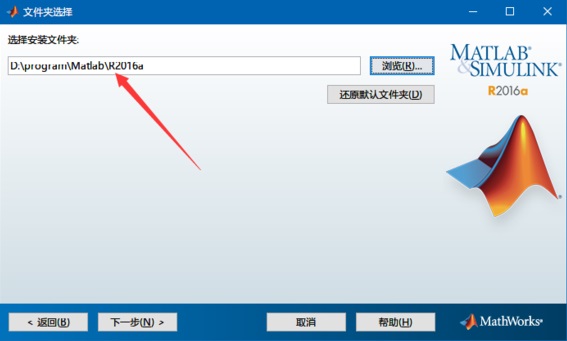 文件夹选择
选择安装文件夹:
D:\program\Matlab\R2016a
浏览(R)...
还原默认文件夹(D)
MATLAB®
&SIMULINK®
R2016a
< 返回(B)
下一步(N) >
取消
帮助(H)
MathWorks®